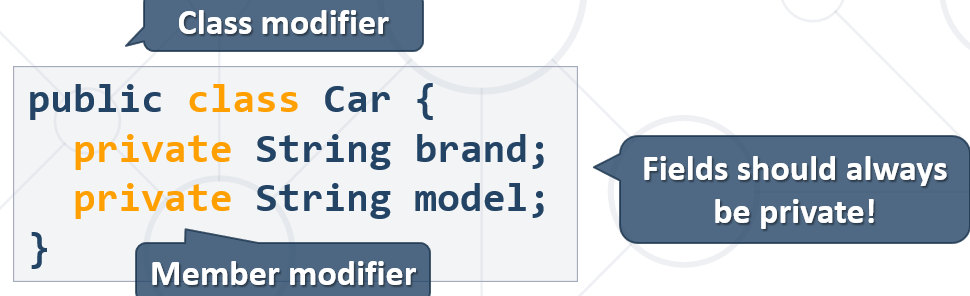 Class modifier
public class Car {
private String brand;
private String model;
}
Fields should always
be private!
Member modifier